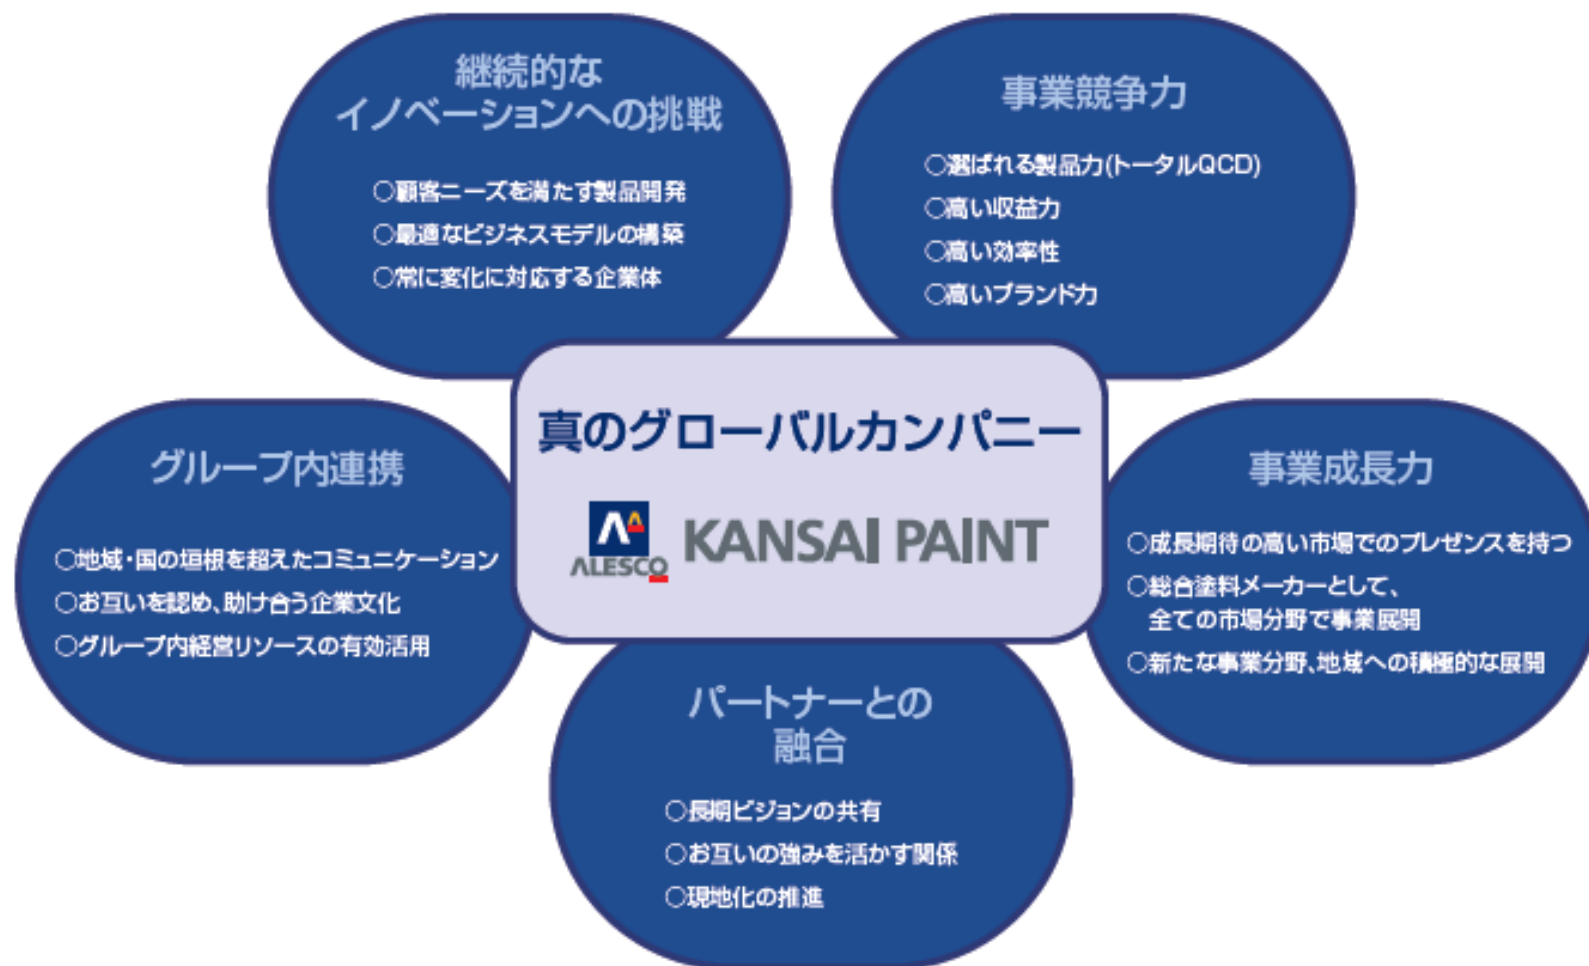 継続的な
イノベーションへの挑戦
○顧客ニーズを満たす製品開発
○最適なビジネスモデルの構築
○常に変化に対応する企業体
事業競争力
○選ばれる製品力(トータルQCD)
○高い収益力
○高い効率性
○高いブランド力
真のグローバルカンパニー
ALESCO
KANSAI PAINT
グループ内連携
○地域・国の垣根を超えたコミュニケーション
○お互いを認め、助け合う企業文化
○グループ内経営リソースの有効活用
事業成長力
○成長期待の高い市場でのプレゼンスを持つ
○総合塗料メーカーとして、
全ての市場分野で事業展開
○新たな事業分野、地域への積極的な展開
パートナーとの
融合
○長期ビジョンの共有
○お互いの強みを活かす関係
○現地化の推進